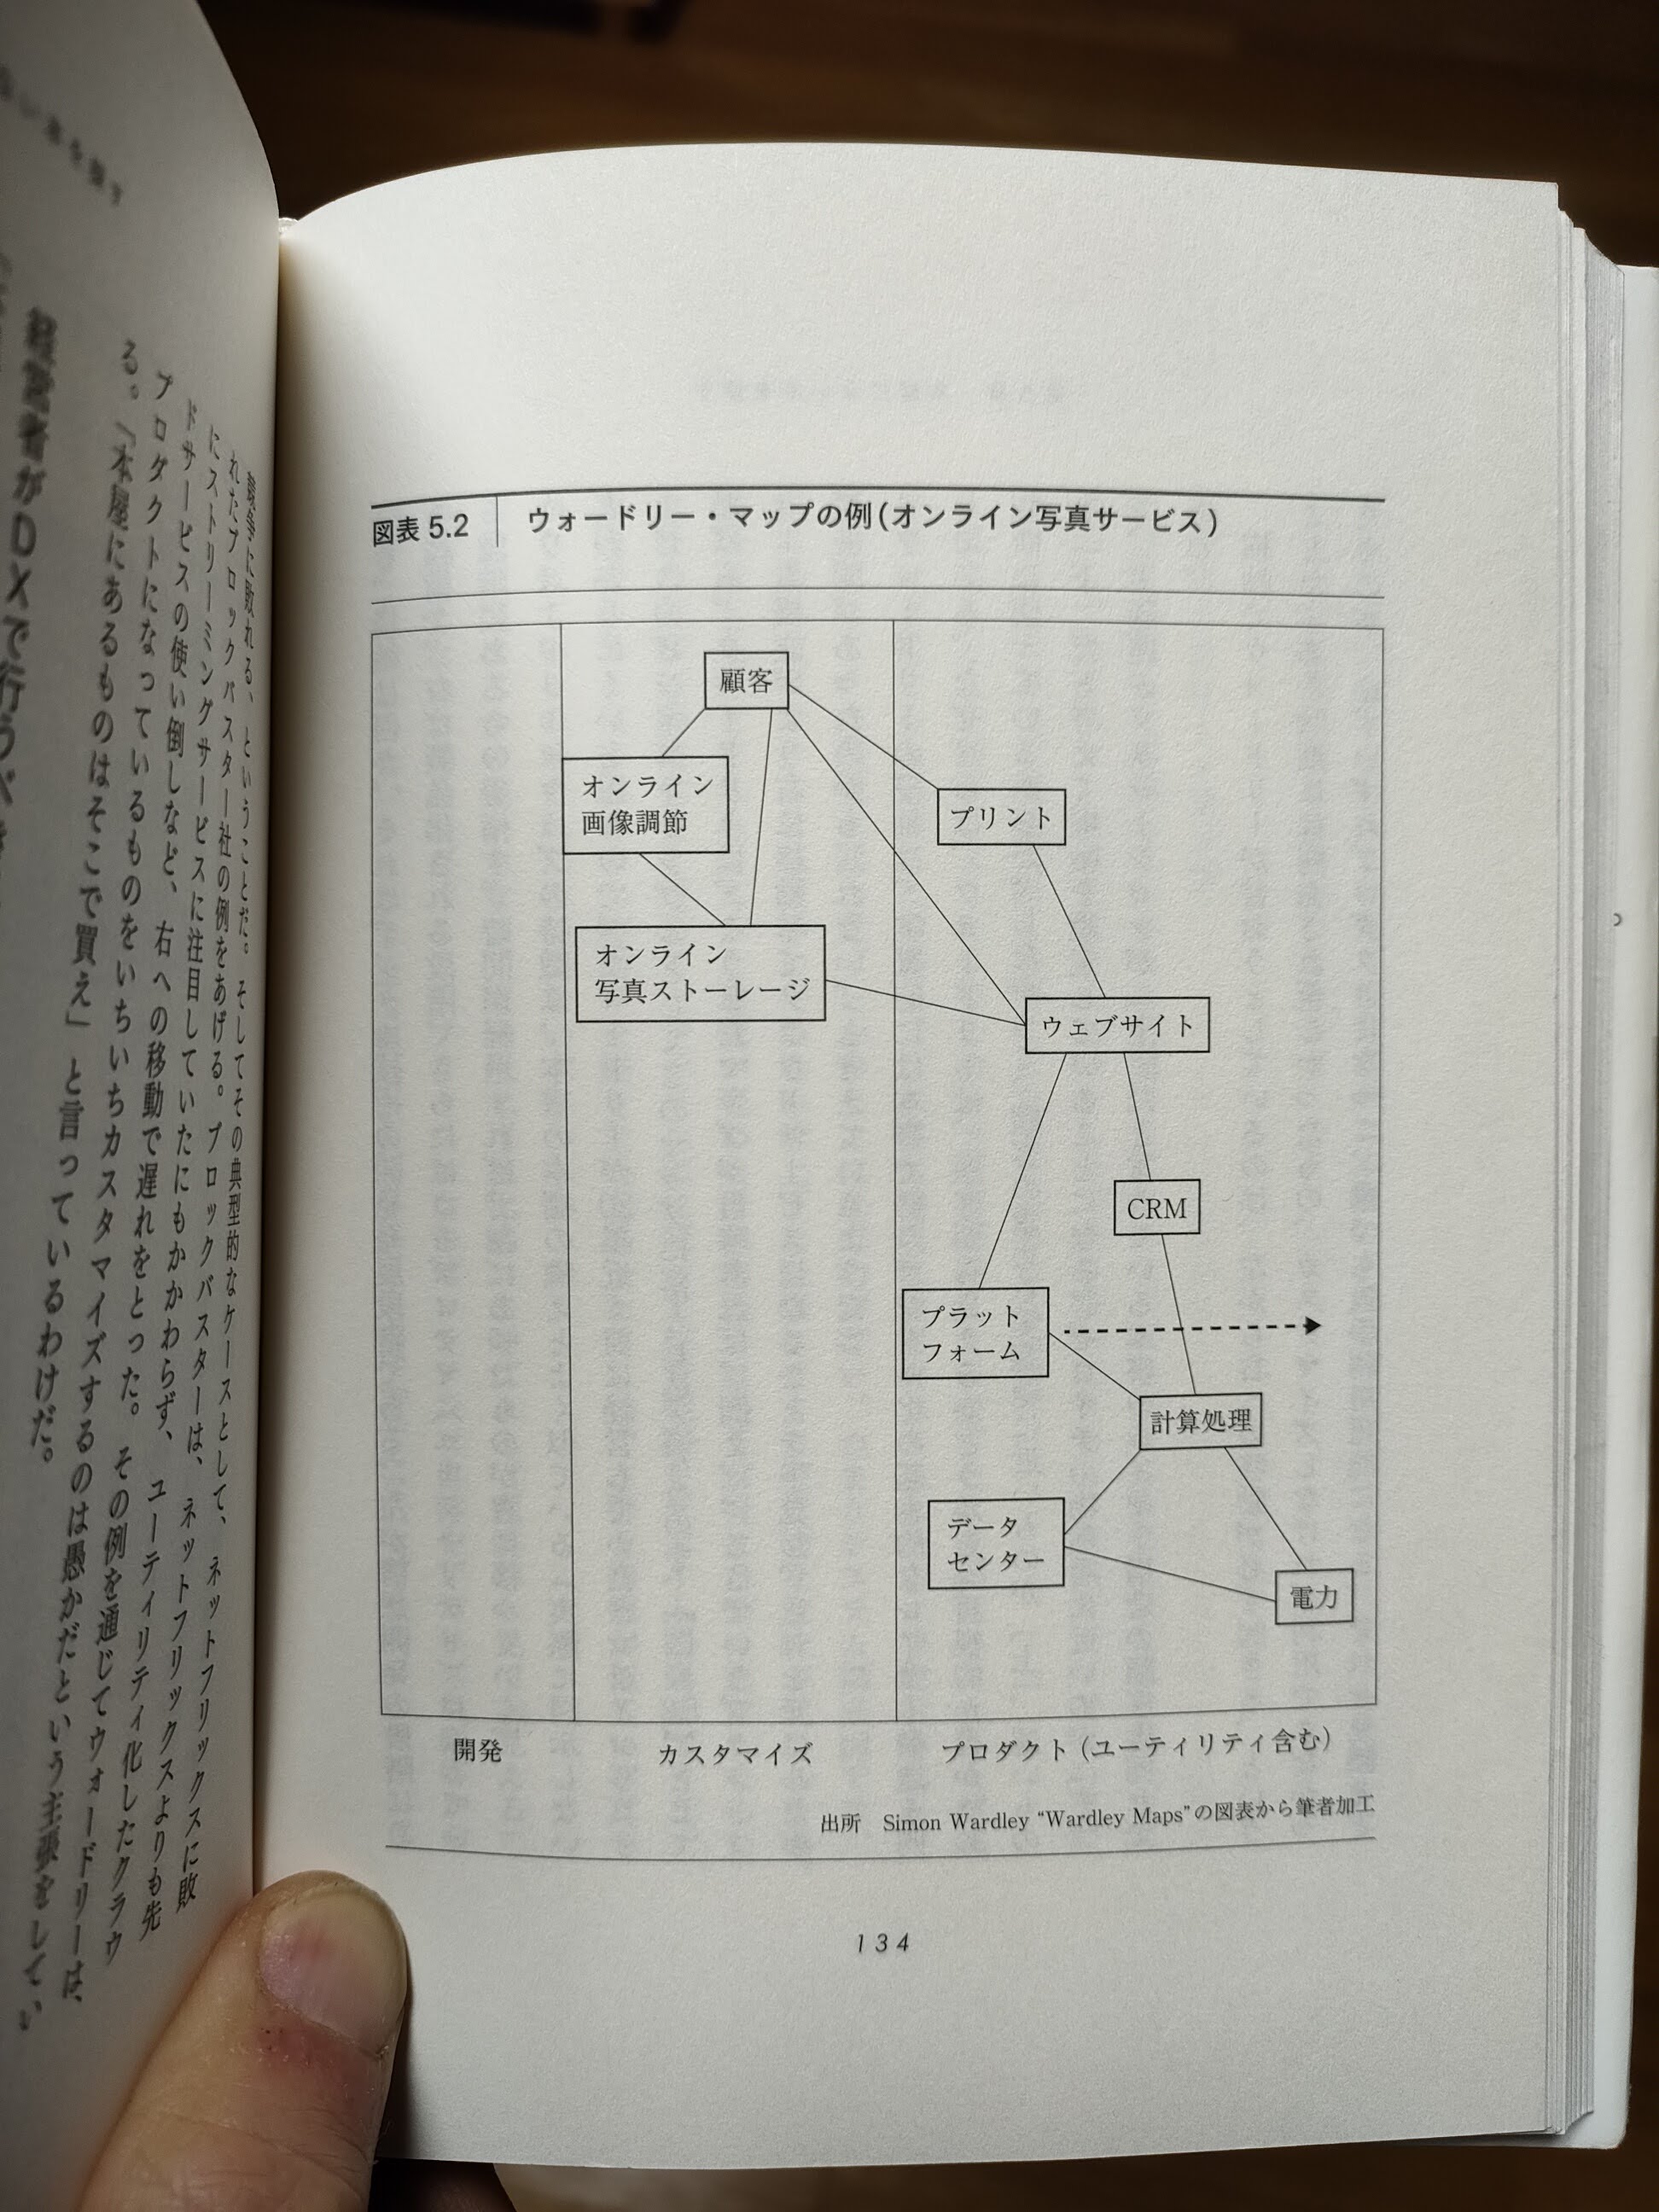 図表 5.2
ウォードリー・マップの例(オンライン写真サービス)
顧客
オンライン
画像調節
プリント
オンライン
写真ストーレージ
ウェブサイト
CRM
プラット
フォーム
計算処理
データ
センター
電力
開発
カスタマイズ
プロダクト(ユーティリティ含む)
出所 Simon Wardley “Wardley Maps”の図表から筆者加工
134
競争に敗れる、ということだ。そしてその典型的なケースとして、ネットフリックスに敗
れたブロックバスター社の例をあげる。ブロックバスターは、ネットフリックスよりも先
にストリーミングサービスに注目していたにもかかわらず、ユーティリティ化したクラウ
ドサービスの使い倒しなど、右への移動で遅れをとった。その例を通じてウォードリーは、
プロダクトになっているものをいちいちカスタマイズするのは愚かだという主張をしてい
る。「本屋にあるものはそこで買え」と言っているわけだ。
経営者がDXで行うべ